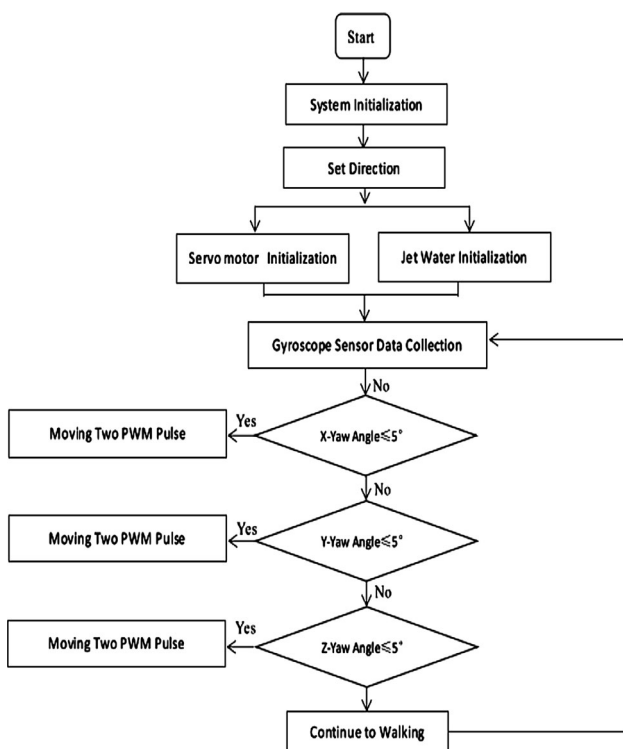 Start
System Initialization
Set Direction
Servo motor Initialization
Jet Water Initialization
Gyroscope Sensor Data Collection
No
Moving Two PWM Pulse
Yes
X-Yaw Angle≤5°
No
Moving Two PWM Pulse
Yes
Y-Yaw Angle≤5°
No
Moving Two PWM Pulse
Yes
Z-Yaw Angle≤5°
Continue to Walking